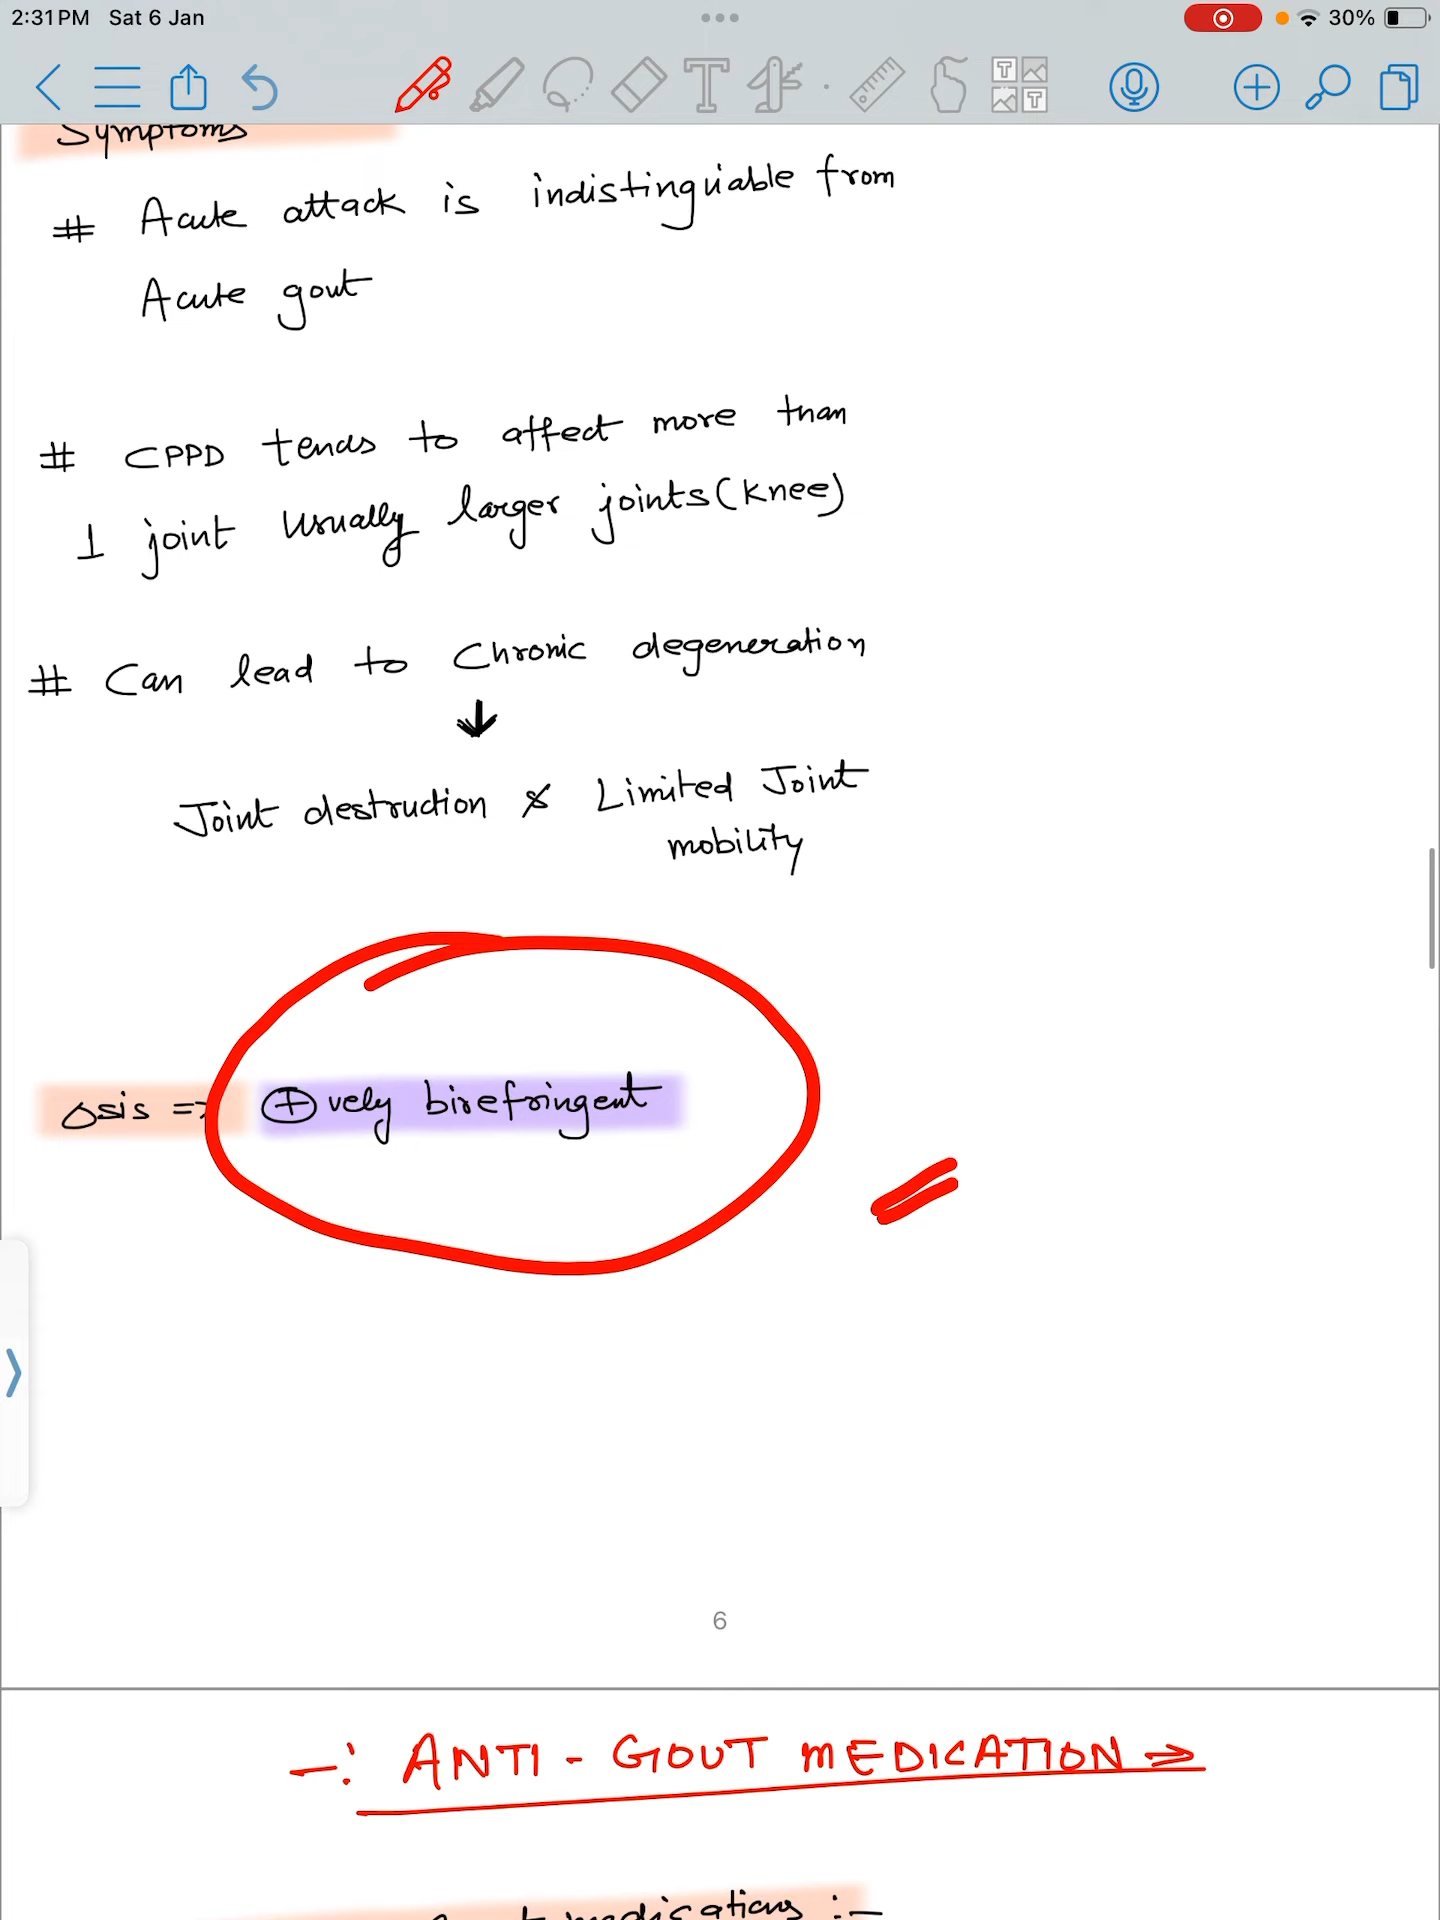 2:31 PM Sat 6 Jan
30%
Symptoms
# Acute attack is indistinguiable from
Acute gout
# CPPD tends to affect more than
1 joint usually larger joints (knee)
# Can lead to chronic degeneration
↓
Joint destruction & Limited Joint
mobility
osis => ⊕vely birefringent
6
-: ANTI - GOUT MEDICATION →
medications :-